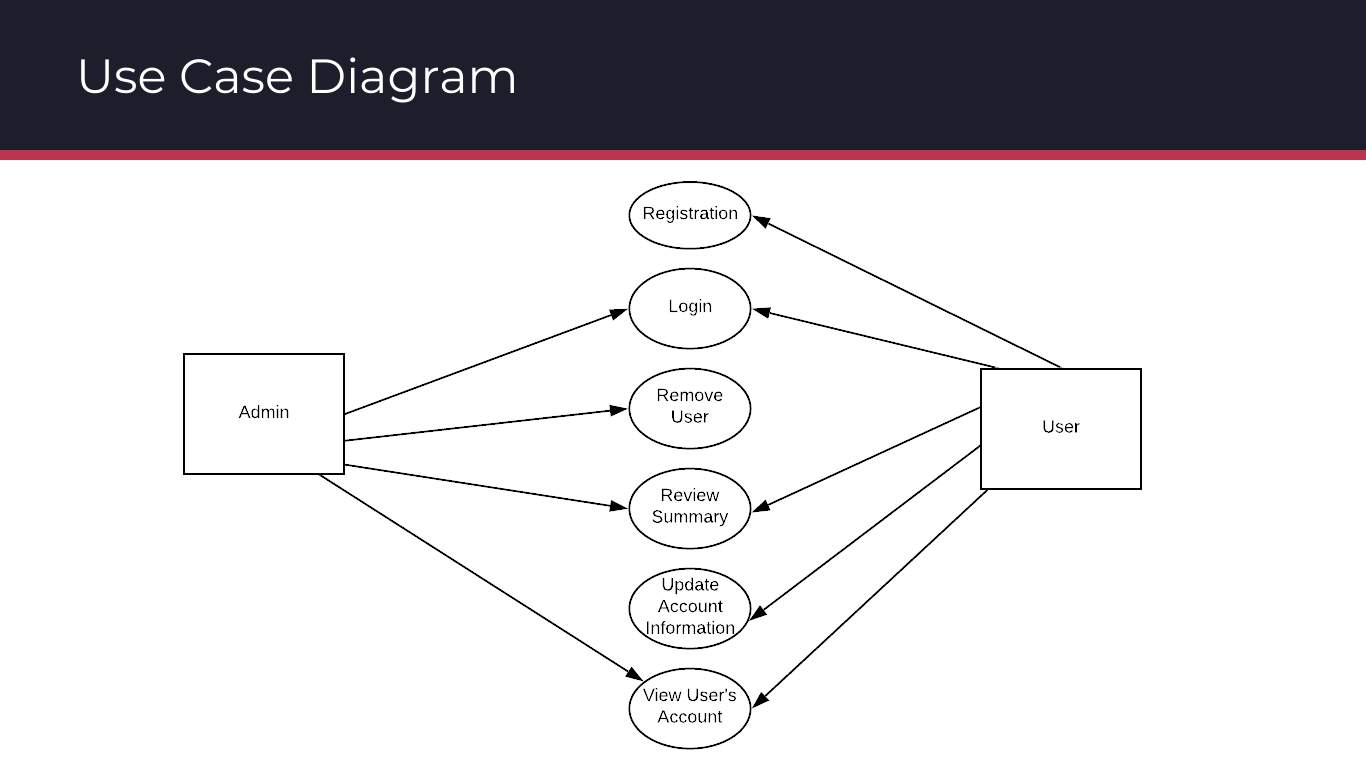 Use Case Diagram
Registration
Login
Admin
Remove
User
User
Review
Summary
Update
Account
Information
View User's
Account